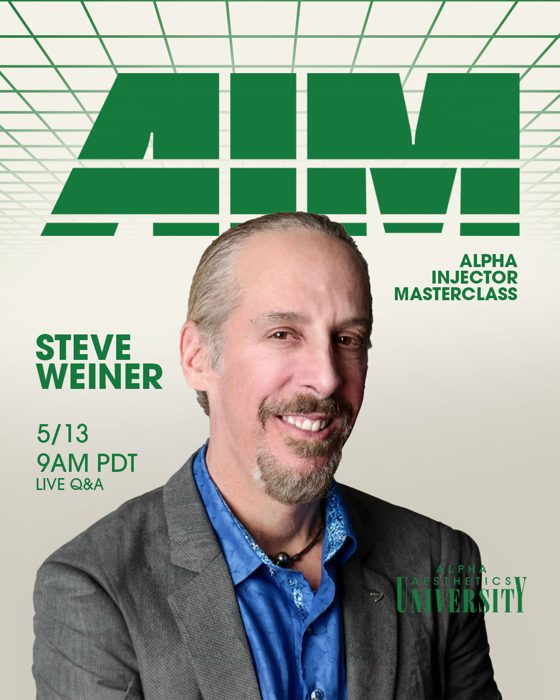 AIM
ALPHA
INJECTOR
MASTERCLASS
STEVE
WEINER
5/13
9AM PDT
LIVE Q&A
ALPHA
AESTHETICS
UNIVERSITY